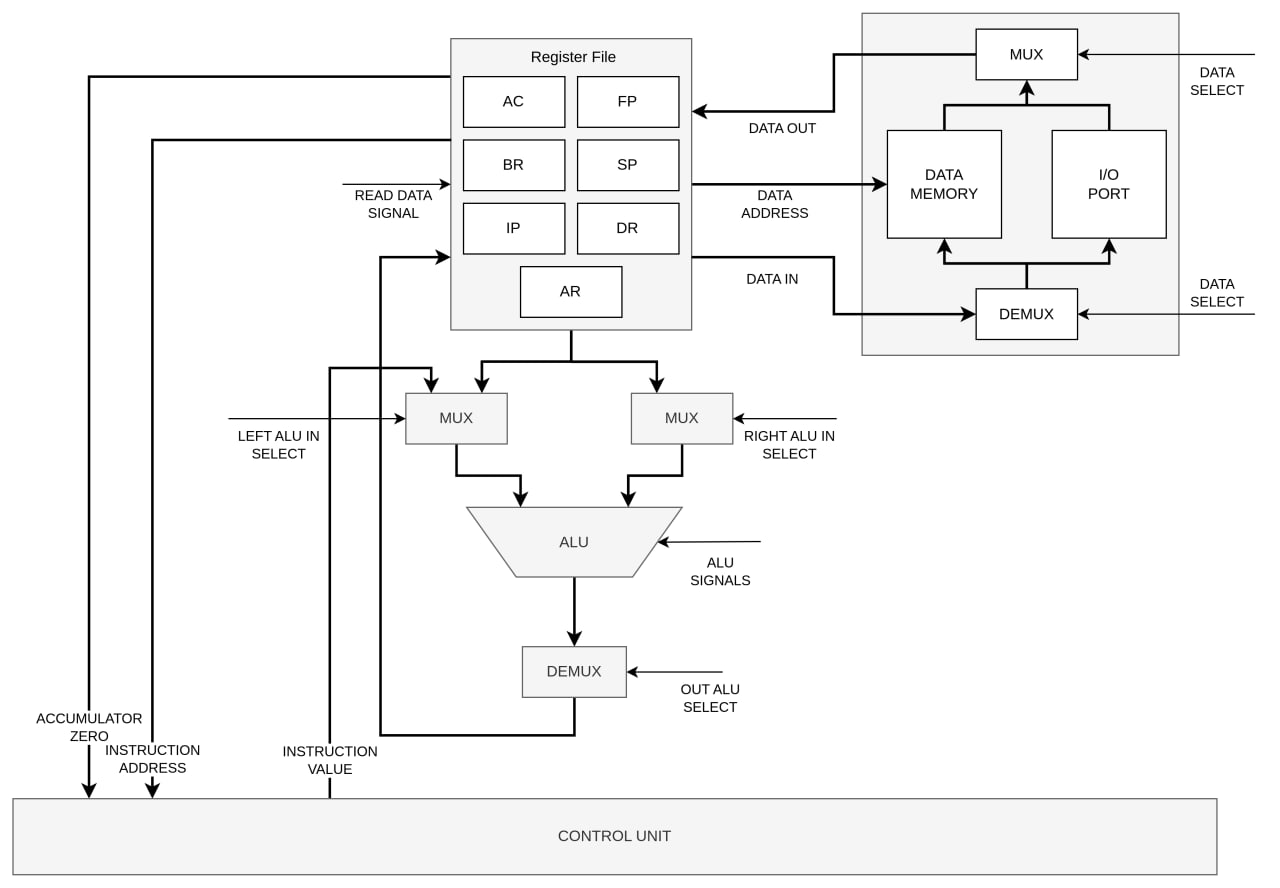 Register File
AC
FP
BR
SP
IP
DR
AR
READ DATA
SIGNAL
DATA OUT
DATA
ADDRESS
DATA IN
MUX
DATA
SELECT
DATA
MEMORY
I/O
PORT
DATA
SELECT
DEMUX
MUX
MUX
LEFT ALU IN
SELECT
RIGHT ALU IN
SELECT
ALU
ALU
SIGNALS
DEMUX
OUT ALU
SELECT
ACCUMULATOR
ZERO
INSTRUCTION
ADDRESS
INSTRUCTION
VALUE
CONTROL UNIT